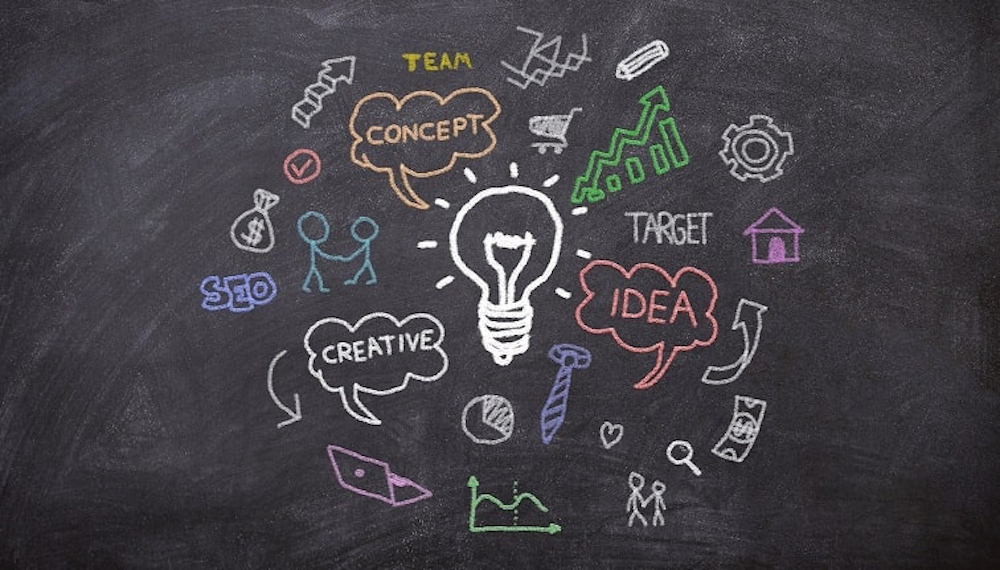 TEAM
CONCEPT
TARGET
$
SEO
IDEA
CREATIVE
$